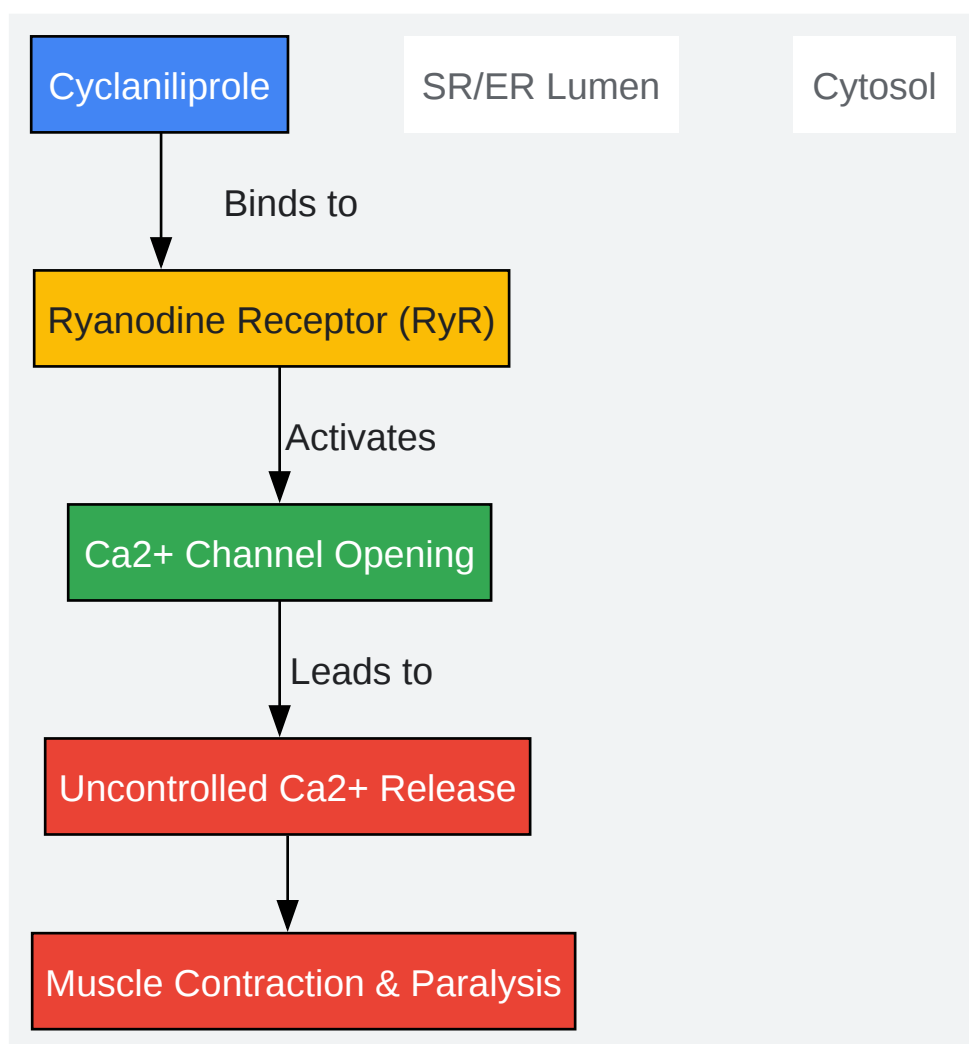 Cyclaniliprole
SR/ER Lumen
Cytosol
Binds to
Ryanodine Receptor (RyR)
Activates
Ca2+ Channel Opening
Leads to
Uncontrolled Ca2+ Release
Muscle Contraction & Paralysis